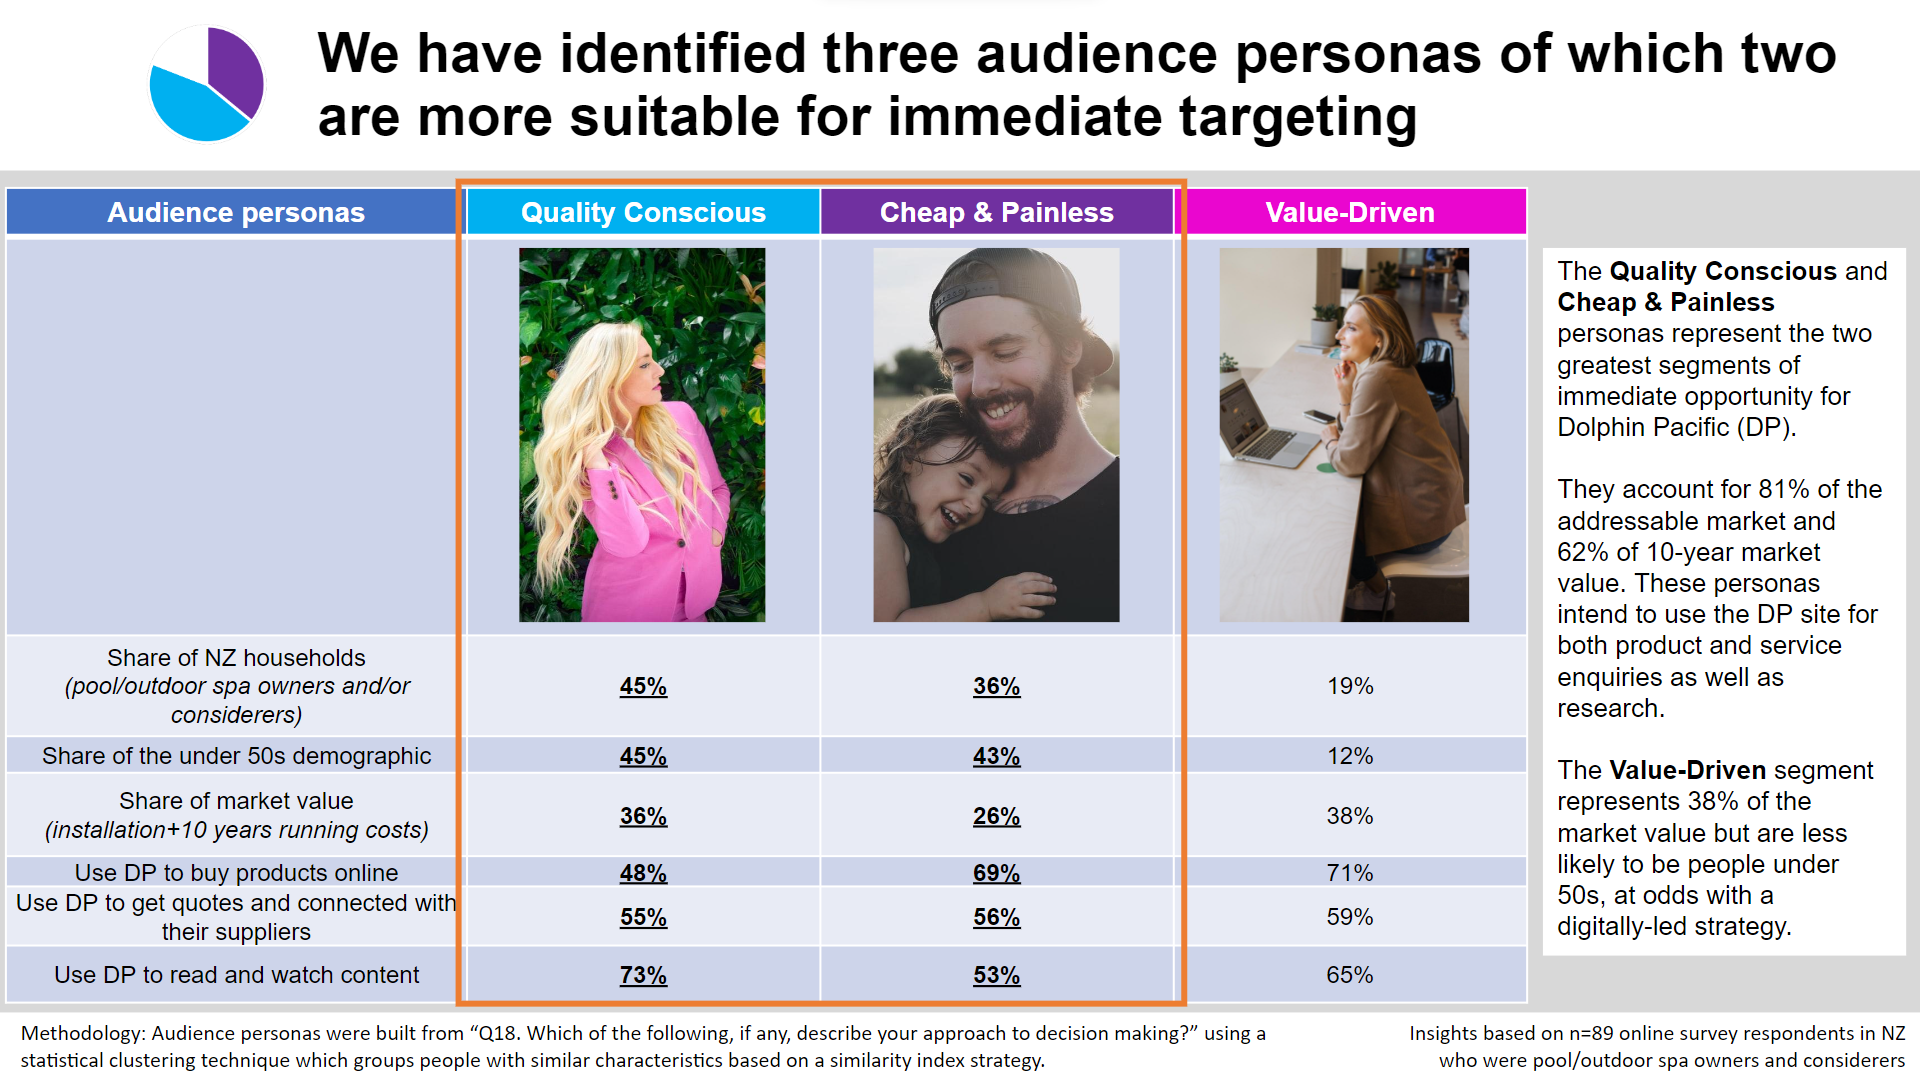 We have identified three audience personas of which two
are more suitable for immediate targeting
Audience personas
Quality Conscious
Cheap & Painless
Value-Driven
Share of NZ households
(pool/outdoor spa owners and/or
considerers)
45%
36%
19%
Share of the under 50s demographic
45%
43%
12%
Share of market value
(installation+10 years running costs)
36%
26%
38%
Use DP to buy products online
48%
69%
71%
Use DP to get quotes and connected with
their suppliers
55%
56%
59%
Use DP to read and watch content
73%
53%
65%
The Quality Conscious and
Cheap & Painless
personas represent the two
greatest segments of
immediate opportunity for
Dolphin Pacific (DP).
They account for 81% of the
addressable market and
62% of 10-year market
value. These personas
intend to use the DP site for
both product and service
enquiries as well as
research.
The Value-Driven segment
represents 38% of the
market value but are less
likely to be people under
50s, at odds with a
digitally-led strategy.
Methodology: Audience personas were built from “Q18. Which of the following, if any, describe your approach to decision making?” using a
statistical clustering technique which groups people with similar characteristics based on a similarity index strategy.
Insights based on n=89 online survey respondents in NZ
who were pool/outdoor spa owners and considerers